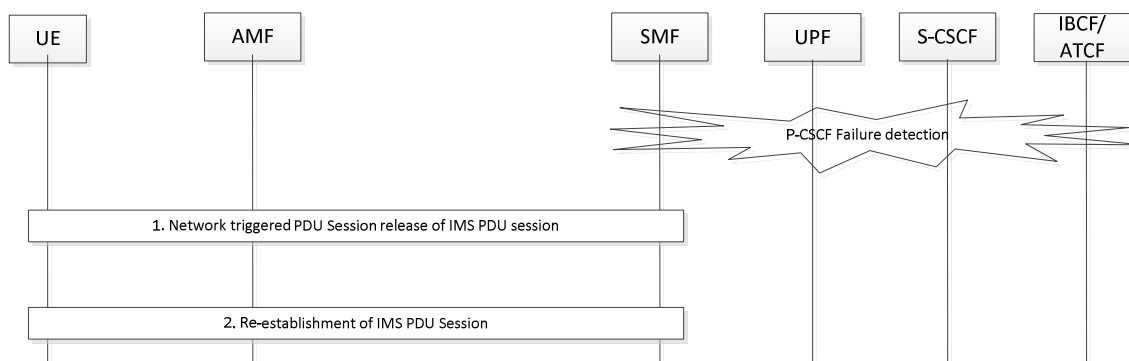 UE
AMF
SMF
UPF
S-CSCF
IBCF/
ATCF
P-CSCF Failure detection
1. Network triggered PDU Session release of IMS PDU session
2. Re-establishment of IMS PDU Session